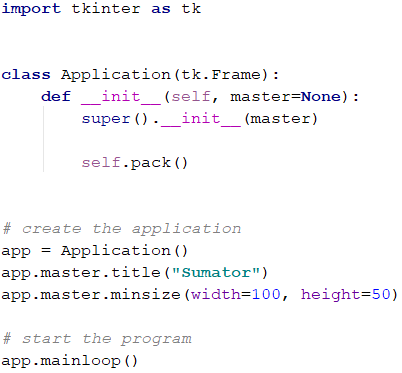 import tkinter as tk
class Application(tk.Frame):
    def __init__(self, master=None):
        super().__init__(master)
        self.pack()
# create the application
app = Application()
app.master.title("Sumator")
app.master.minsize(width=100, height=50)
# start the program
app.mainloop()